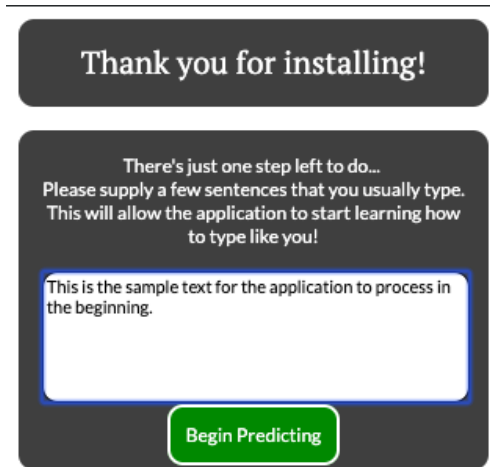 Thank you for installing!
There's just one step left to do...
Please supply a few sentences that you usually type.
This will allow the application to start learning how
to type like you!
This is the sample text for the application to process in
the beginning.
Begin Predicting